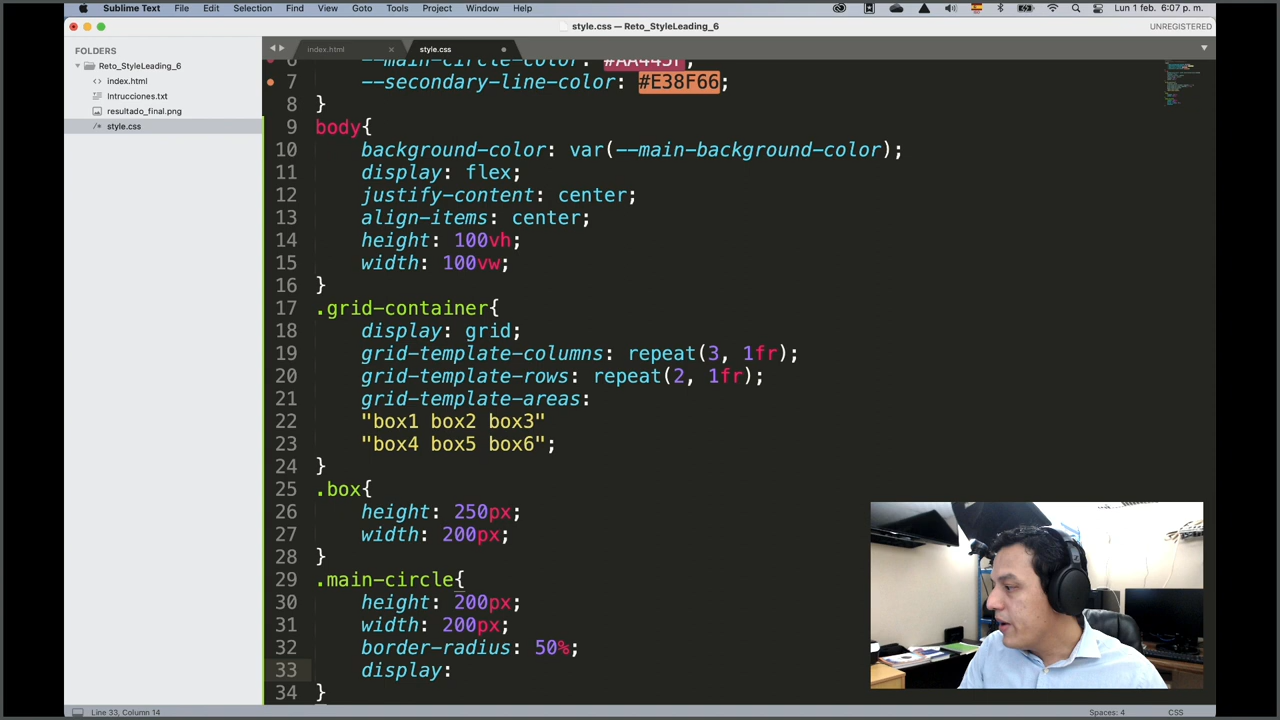 Sublime Text File Edit Selection Find View Goto Tools Project Window Help Lun 1 feb. 6:07 p. m.
style.css — Reto_StyleLeading_6 UNREGISTERED
FOLDERS
Reto_StyleLeading_6
index.html
Intrucciones.txt
resultado_final.png
style.css
index.html style.css
6 --main-circle-color: #AA445F;
7 --secondary-line-color: #E38F66;
8 }
9 body{
10 background-color: var(--main-background-color);
11 display: flex;
12 justify-content: center;
13 align-items: center;
14 height: 100vh;
15 width: 100vw;
16 }
17 .grid-container{
18 display: grid;
19 grid-template-columns: repeat(3, 1fr);
20 grid-template-rows: repeat(2, 1fr);
21 grid-template-areas:
22 "box1 box2 box3"
23 "box4 box5 box6";
24 }
25 .box{
26 height: 250px;
27 width: 200px;
28 }
29 .main-circle{
30 height: 200px;
31 width: 200px;
32 border-radius: 50%;
33 display:
34 }
Line 33, Column 14 Spaces: 4 CSS